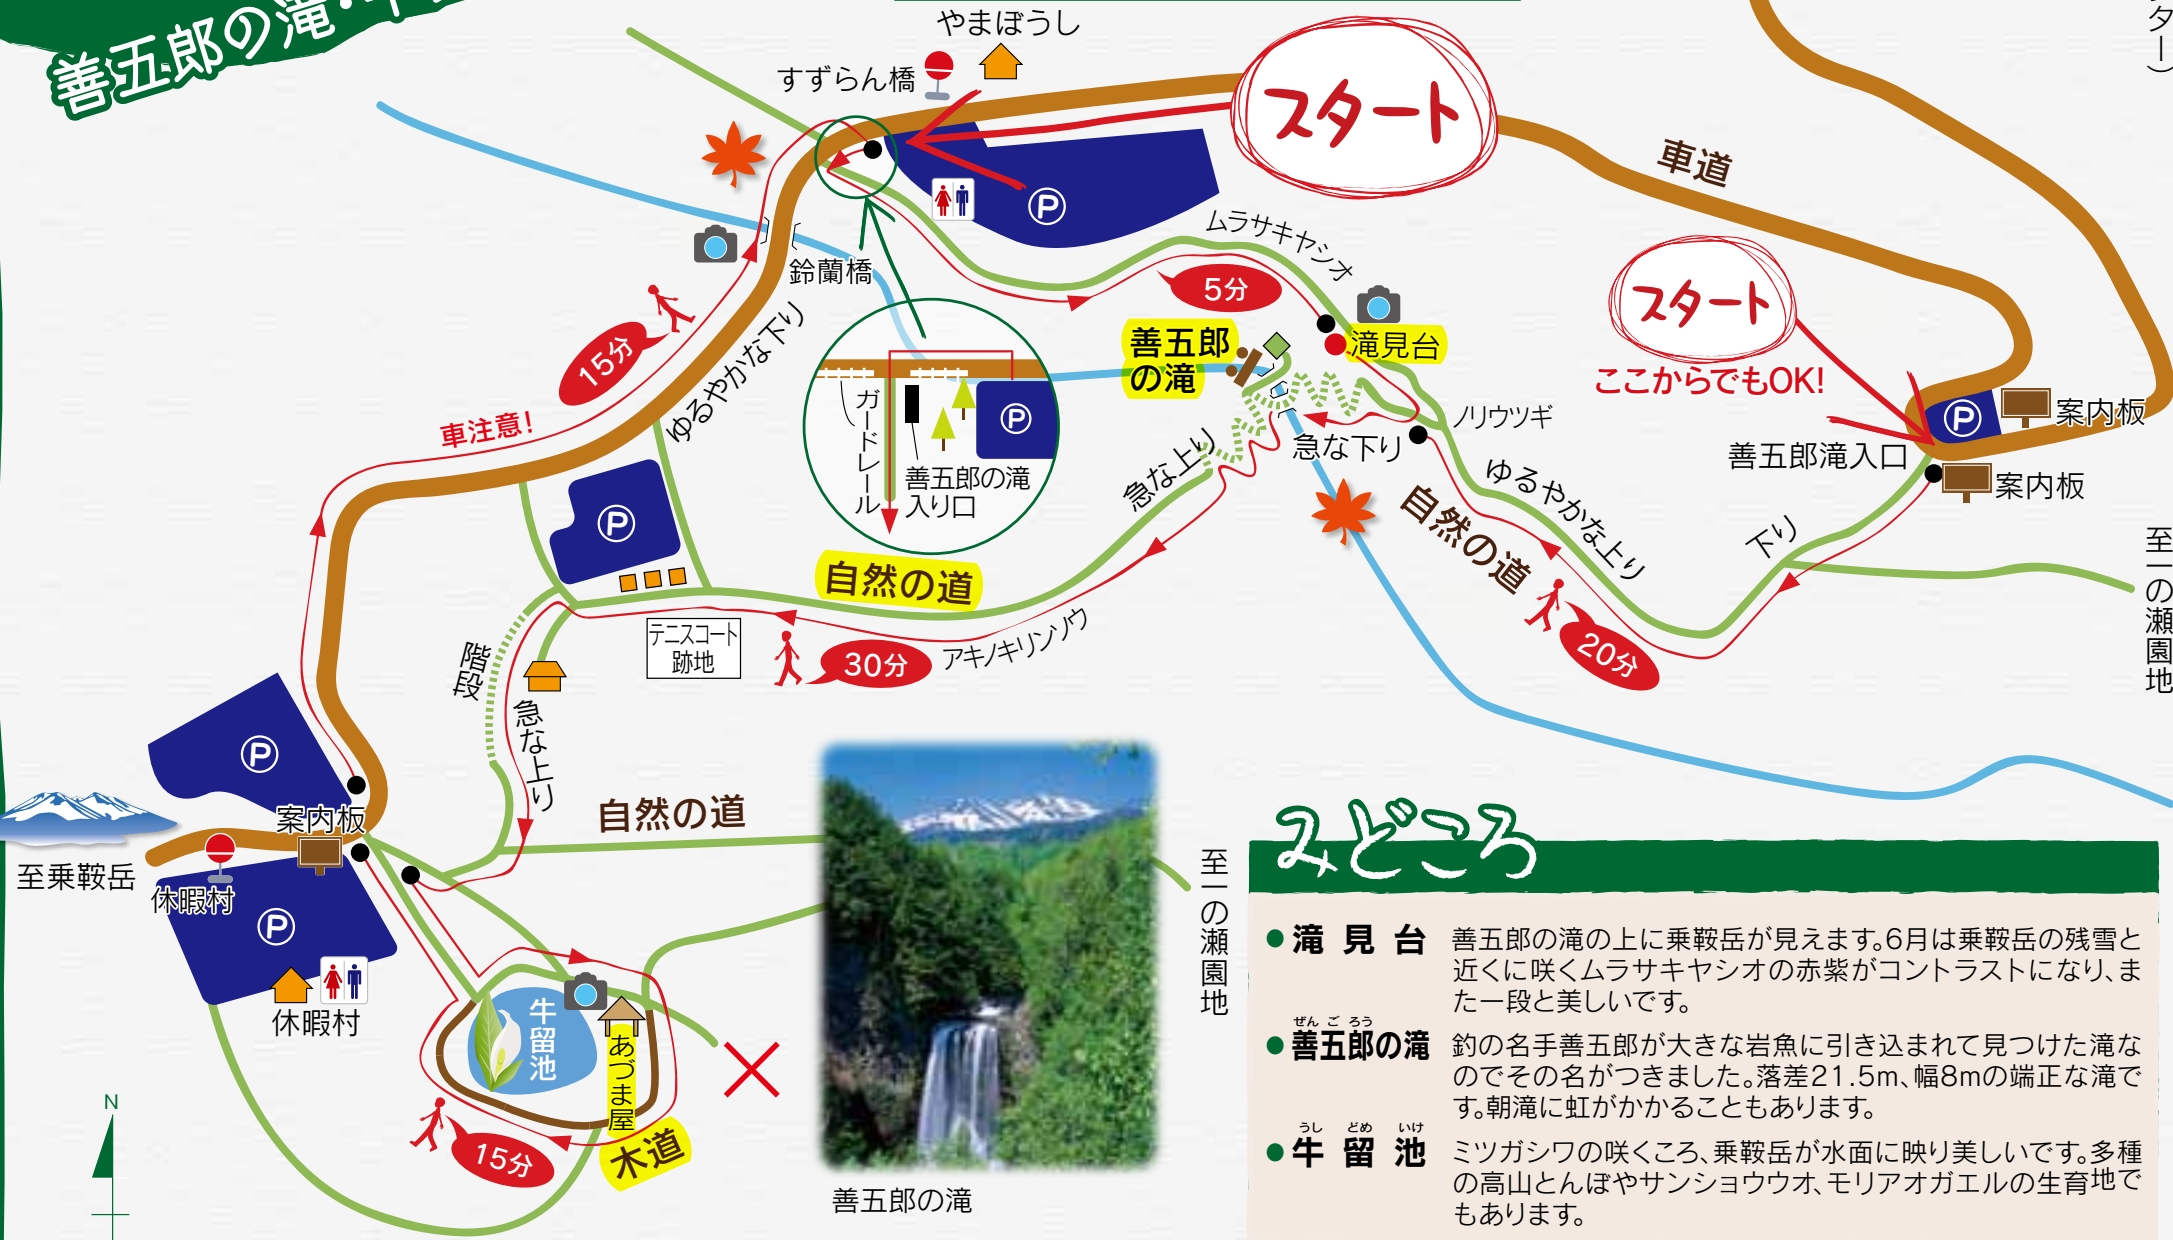 善五郎の滝・牛
やまぼうし
すずらん橋
スタート
車道
ター）
P
ムラサキヤシオ
鈴蘭橋
5分
スタート
ここからでもOK!
15分
ゆるやかな下り
善五郎
の滝
滝見台
車注意!
ガードレール
P
善五郎の滝
入り口
急な下り
ノリウツギ
P
案内板
善五郎滝入口
案内板
急な上り
ゆるやかな上り
自然の道
下り
P
自然の道
至一の瀬園地
20分
テニスコート
跡地
30分
アキノキリンソウ
階段
急な上り
P
案内板
自然の道
至乗鞍岳
休暇村
P
休暇村
至一の瀬園地
牛留池
あづま屋
木道
15分
N
善五郎の滝
みどころ
●滝見台 善五郎の滝の上に乗鞍岳が見えます。6月は乗鞍岳の残雪と
近くに咲くムラサキヤシオの赤紫がコントラストになり、ま
た一段と美しいです。
ぜんごろう
●善五郎の滝 釣の名手善五郎が大きな岩魚に引き込まれて見つけた滝な
のでその名がつきました。落差21.5m、幅8mの端正な滝で
す。朝滝に虹がかかることもあります。
うしどめいけ
●牛留池 ミツガシワの咲くころ、乗鞍岳が水面に映り美しいです。多種
の高山とんぼやサンショウウオ、モリアオガエルの生育地で
もあります。